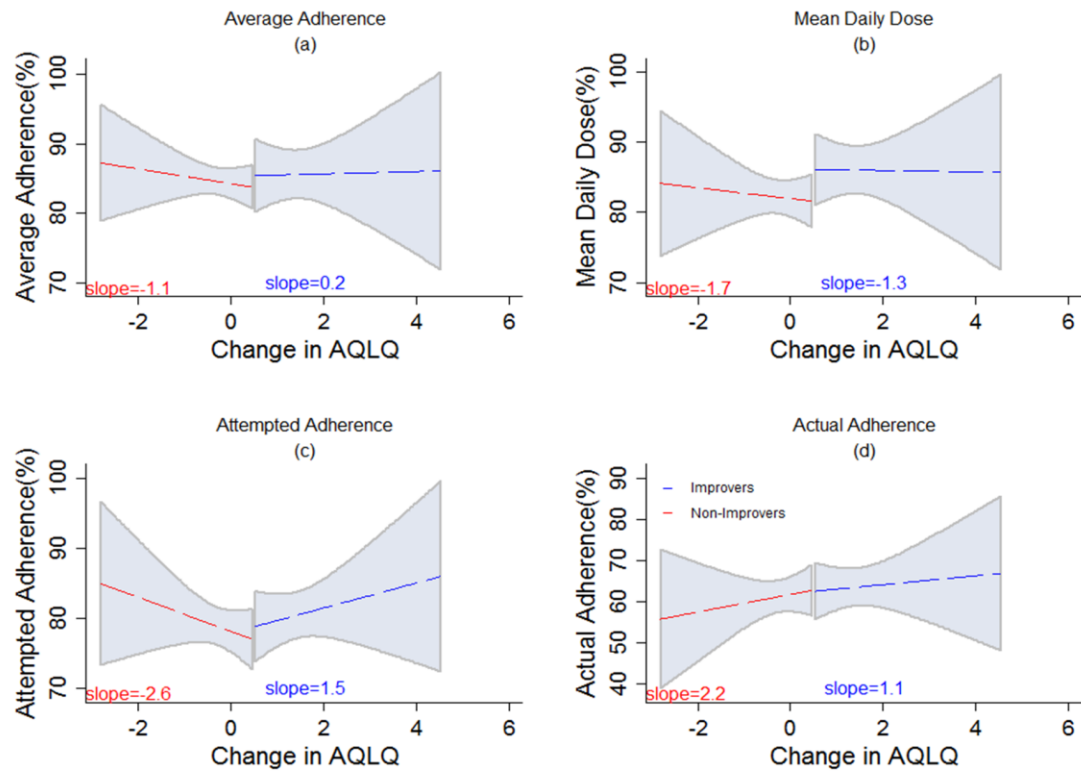 Average Adherence
(a)
Average Adherence(%)
100
90
80
70
slope=-1.1
slope=0.2
-2 0 2 4 6
Change in AQLQ
Mean Daily Dose
(b)
Mean Daily Dose(%)
100
90
80
70
slope=-1.7
slope=-1.3
-2 0 2 4 6
Change in AQLQ
Attempted Adherence
(c)
Attempted Adherence(%)
100
90
80
70
slope=-2.6
slope=1.5
-2 0 2 4 6
Change in AQLQ
Actual Adherence
(d)
Actual Adherence(%)
90
80
70
60
50
40
Improvers
Non-Improvers
slope=2.2
slope=1.1
-2 0 2 4 6
Change in AQLQ